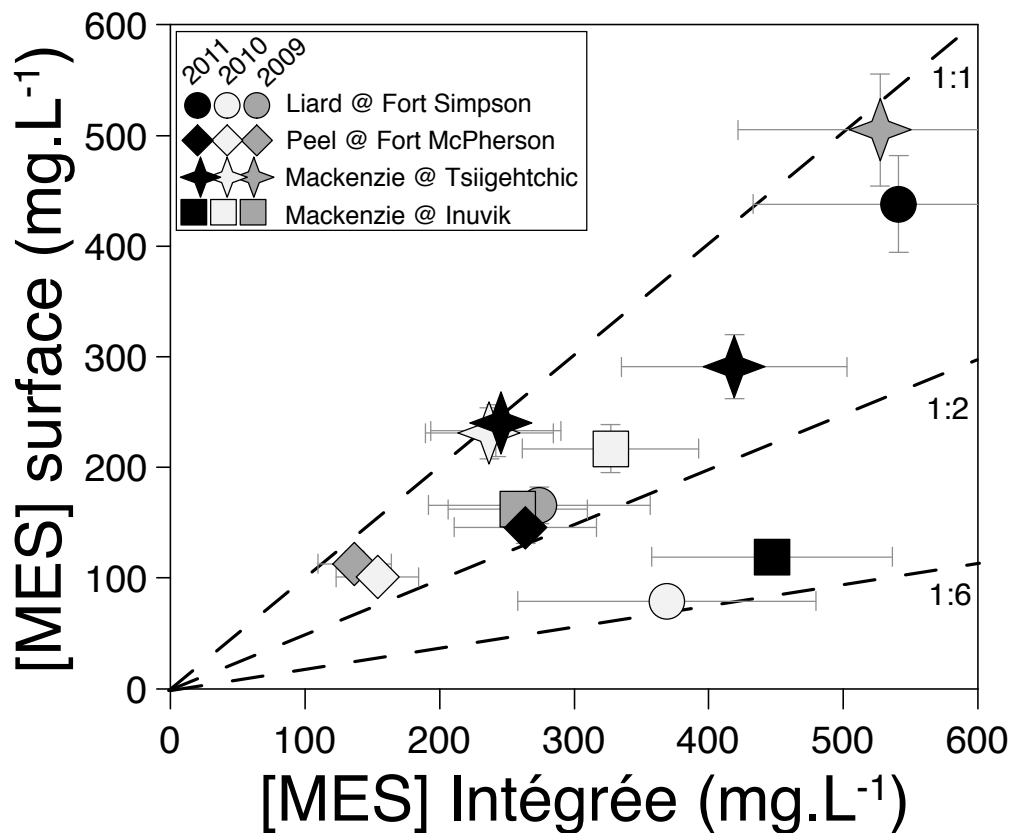 600
500
400
300
200
100
0
[MES] surface (mg.L-1)
2011 2010 2009
Liard @ Fort Simpson
Peel @ Fort McPherson
Mackenzie @ Tsiigehtchic
Mackenzie @ Inuvik
1:1
1:2
1:6
0 100 200 300 400 500 600
[MES] Intégrée (mg.L-1)